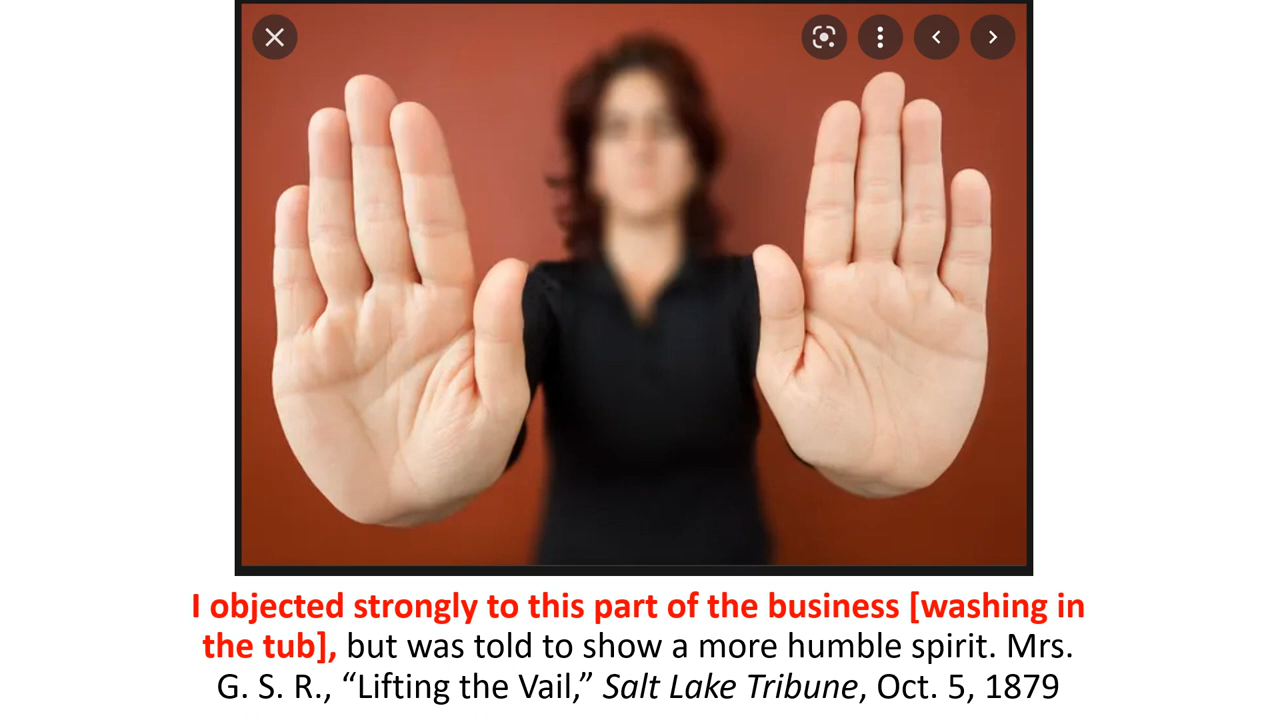 I objected strongly to this part of the business [washing in
the tub], but was told to show a more humble spirit. Mrs.
G. S. R., “Lifting the Vail,” Salt Lake Tribune, Oct. 5, 1879